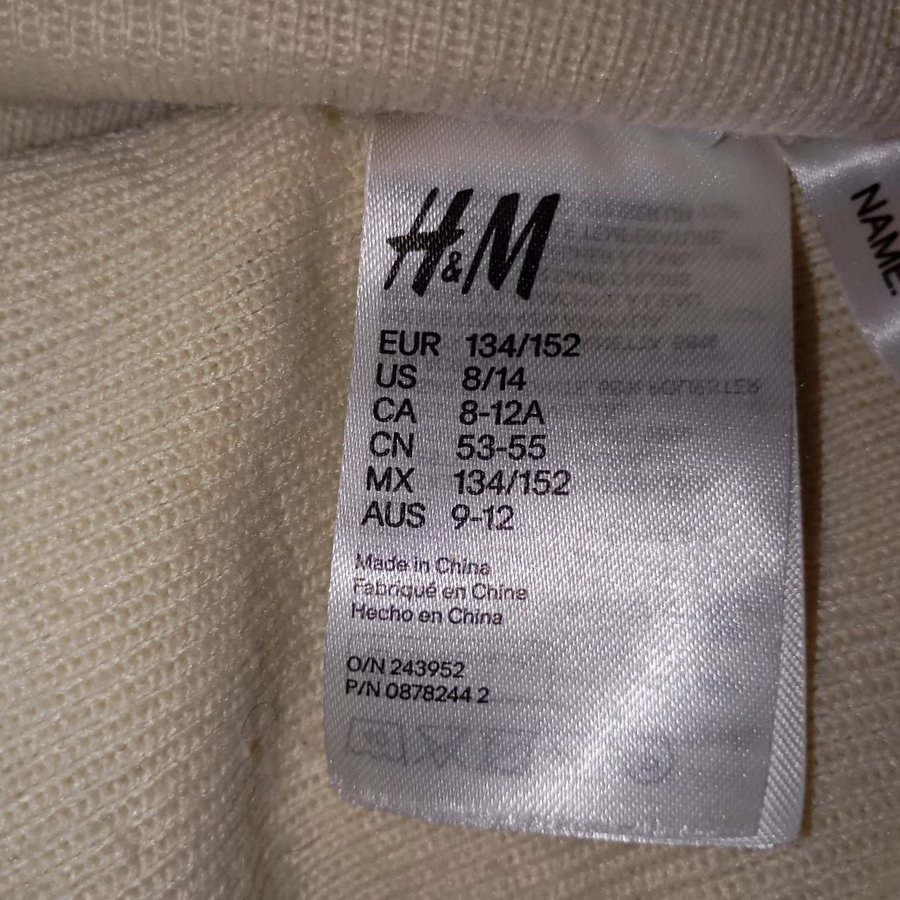 H&M
EUR 134/152
US 8/14
CA 8-12A
CN 53-55
MX 134/152
AUS 9-12
Made in China
Fabriqué en Chine
Hecho en China
O/N 243952
P/N 0878244 2
NAME: